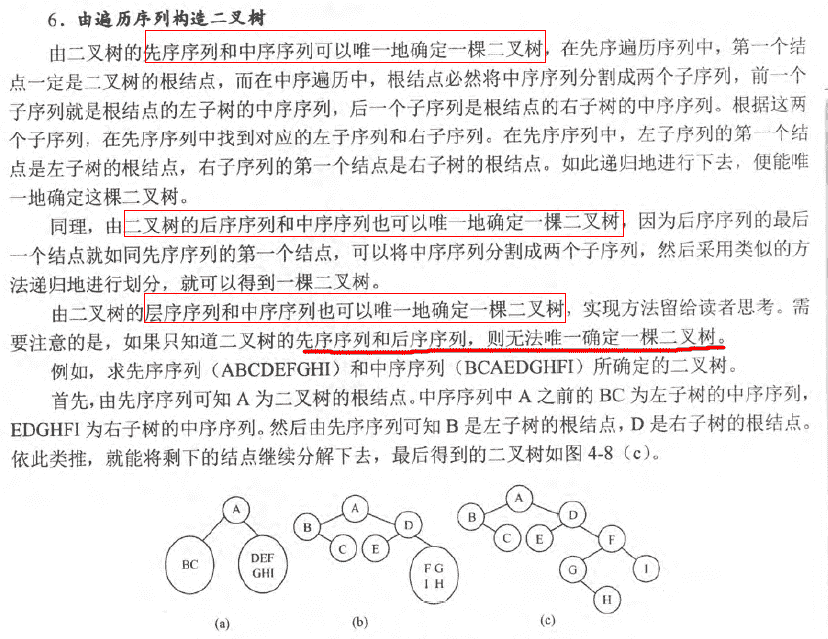 6．由遍历序列构造二叉树
由二叉树的先序序列和中序序列可以唯一地确定一棵二叉树，在先序遍历序列中，第一个结
点一定是二叉树的根结点，而在中序遍历中，根结点必然将中序序列分割成两个子序列，前一个
子序列就是根结点的左子树的中序序列，后一个子序列是根结点的右子树的中序序列。根据这两
个子序列，在先序序列中找到对应的左子序列和右子序列。在先序序列中，左子序列的第一个结
点是左子树的根结点，右子序列的第一个结点是右子树的根结点。如此递归地进行下去，便能唯
一地确定这棵二叉树。
同理，由二叉树的后序序列和中序序列也可以唯一地确定一棵二叉树，因为后序序列的最后
一个结点就如同先序序列的第一个结点，可以将中序序列分割成两个子序列，然后采用类似的方
法递归地进行划分，就可以得到一棵二叉树。
由二叉树的层序序列和中序序列也可以唯一地确定一棵二叉树，实现方法留给读者思考。需
要注意的是，如果只知道二叉树的先序序列和后序序列，则无法唯一确定一棵二叉树。
例如，求先序序列（ABCDEFGHI）和中序序列（BCAEDGHFI）所确定的二叉树。
首先，由先序序列可知 A 为二叉树的根结点。中序序列中 A 之前的 BC 为左子树的中序序列，
EDGHFI 为右子树的中序序列。然后由先序序列可知 B 是左子树的根结点，D 是右子树的根结点。
依此类推，就能将剩下的结点继续分解下去，最后得到的二叉树如图 4-8（c）。
A
BC
DEF
GHI
(a)
A
B
D
C
E
F G
I H
(b)
A
B
D
C
E
F
G
I
H
(c)